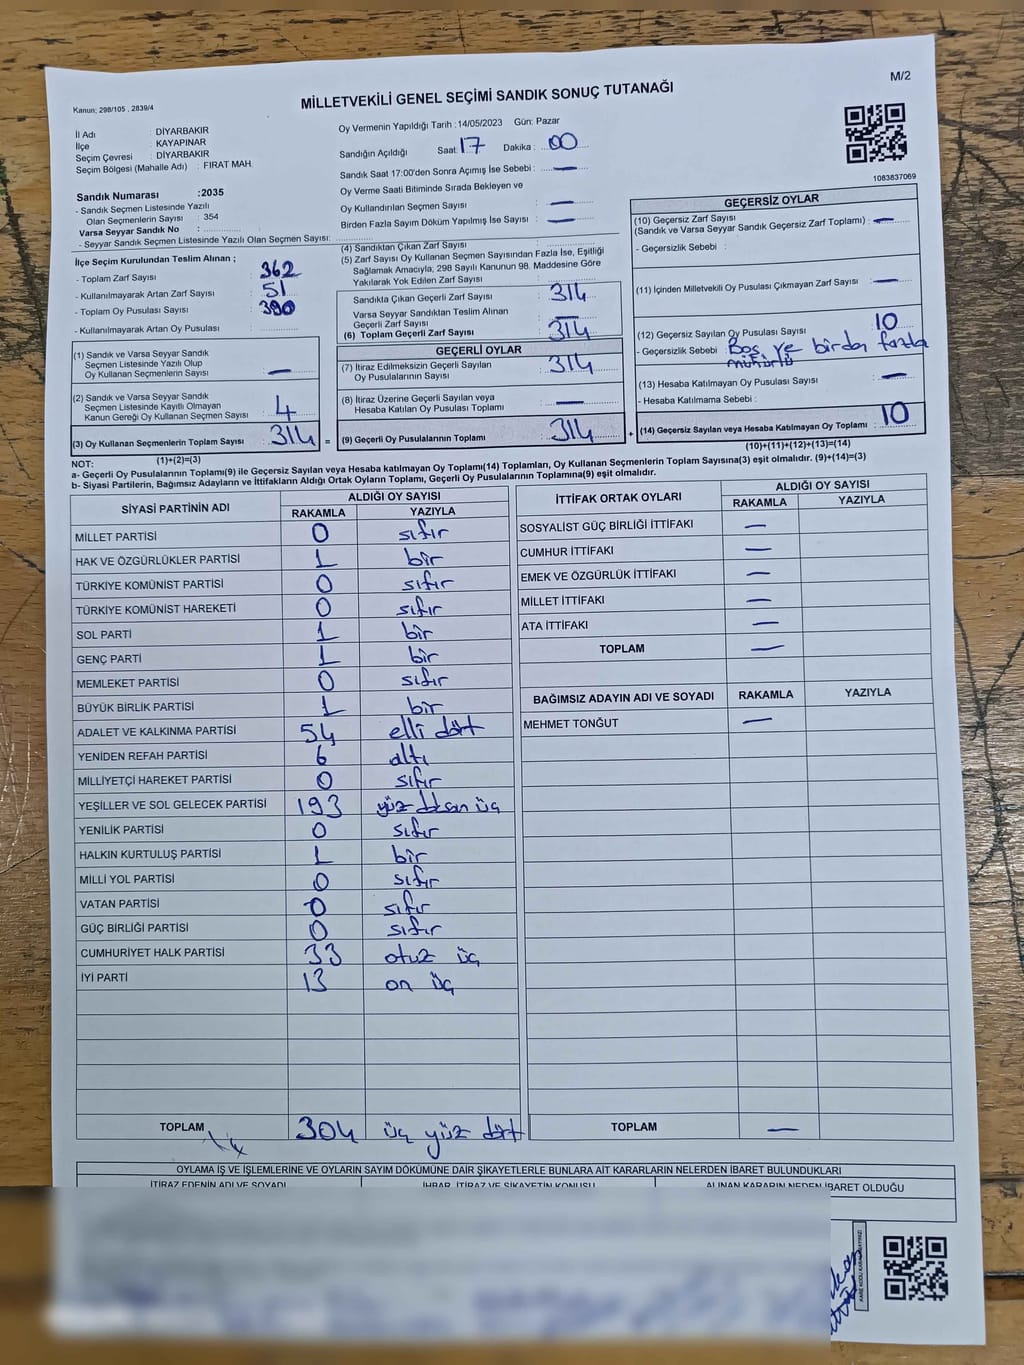 M/2
Kanun; 298/105 , 2839/4
MİLLETVEKİLİ GENEL SEÇİMİ SANDIK SONUÇ TUTANAĞI
İl Adı : DİYARBAKIR
İlçe : KAYAPINAR
Seçim Çevresi : DİYARBAKIR
Seçim Bölgesi (Mahalle Adı) : FIRAT MAH.
Sandık Numarası :2035
- Sandık Seçmen Listesinde Yazılı
Olan Seçmenlerin Sayısı : 354
Varsa Seyyar Sandık No :
- Seyyar Sandık Seçmen Listesinde Yazılı Olan Seçmen Sayısı:
Oy Vermenin Yapıldığı Tarih :14/05/2023 Gün: Pazar
Sandığın Açıldığı Saat: 17 Dakika : 00
Sandık Saat 17:00'den Sonra Açımış İse Sebebi : —
Oy Verme Saati Bitiminde Sırada Bekleyen ve
Oy Kullandırılan Seçmen Sayısı : —
Birden Fazla Sayım Döküm Yapılmış İse Sayısı : —
1083837069
İlçe Seçim Kurulundan Teslim Alınan ;
- Toplam Zarf Sayısı : 362
- Kullanılmayarak Artan Zarf Sayısı : 51
- Toplam Oy Pusulası Sayısı : 390
- Kullanılmayarak Artan Oy Pusulası :
(1) Sandık ve Varsa Seyyar Sandık
Seçmen Listesinde Yazılı Olup
Oy Kullanan Seçmenlerin Sayısı : —
(2) Sandık ve Varsa Seyyar Sandık
Seçmen Listesinde Kayıtlı Olmayan
Kanun Gereği Oy Kullanan Seçmen Sayısı : 4
(3) Oy Kullanan Seçmenlerin Toplam Sayısı : 314 =
(1)+(2)=(3)
(4) Sandıktan Çıkan Zarf Sayısı :
(5) Zarf Sayısı Oy Kullanan Seçmen Sayısından Fazla İse, Eşitliği
Sağlamak Amacıyla; 298 Sayılı Kanunun 98. Maddesine Göre
Yakılarak Yok Edilen Zarf Sayısı :
Sandıkla Çıkan Geçerli Zarf Sayısı : 314
Varsa Seyyar Sandıktan Teslim Alınan
Geçerli Zarf Sayısı : —
(6) Toplam Geçerli Zarf Sayısı : 314
GEÇERLİ OYLAR
(7) İtiraz Edilmeksizin Geçerli Sayılan
Oy Pusulalarının Sayısı : 314
(8) İtiraz Üzerine Geçerli Sayılan veya
Hesaba Katılan Oy Pusulası Toplamı : —
(9) Geçerli Oy Pusulalarının Toplamı : 314 +
GEÇERSİZ OYLAR
(10) Geçersiz Zarf Sayısı
(Sandık ve Varsa Seyyar Sandık Geçersiz Zarf Toplamı) : —
- Geçersizlik Sebebi :
(11) İçinden Milletvekili Oy Pusulası Çıkmayan Zarf Sayısı : —
(12) Geçersiz Sayılan Oy Pusulası Sayısı : 10
- Geçersizlik Sebebi : Boş ve birden fazla
mühürlü
(13) Hesaba Katılmayan Oy Pusulası Sayısı : —
- Hesaba Katılmama Sebebi :
(14) Geçersiz Sayılan veya Hesaba Katılmayan Oy Toplamı : 10
(10)+(11)+(12)+(13)=(14)
NOT:
a- Geçerli Oy Pusulalarının Toplamı(9) ile Geçersiz Sayılan veya Hesaba katılmayan Oy Toplamı(14) Toplamları, Oy Kullanan Seçmenlerin Toplam Sayısına(3) eşit olmalıdır. (9)+(14)=(3)
b- Siyasi Partilerin, Bağımsız Adayların ve İttifakların Aldığı Ortak Oyların Toplamı, Geçerli Oy Pusulalarının Toplamına(9) eşit olmalıdır.
SİYASİ PARTİNİN ADI ALDIĞI OY SAYISI
RAKAMLA YAZIYLA
MİLLET PARTİSİ 0 sıfır
HAK VE ÖZGÜRLÜKLER PARTİSİ 1 bir
TÜRKİYE KOMÜNİST PARTİSİ 0 sıfır
TÜRKİYE KOMÜNİST HAREKETİ 0 sıfır
SOL PARTİ 1 bir
GENÇ PARTİ 1 bir
MEMLEKET PARTİSİ 0 sıfır
BÜYÜK BİRLİK PARTİSİ 1 bir
ADALET VE KALKINMA PARTİSİ 54 elli dört
YENİDEN REFAH PARTİSİ 6 altı
MİLLİYETÇİ HAREKET PARTİSİ 0 sıfır
YEŞİLLER VE SOL GELECEK PARTİSİ 193 yüz doksan üç
YENİLİK PARTİSİ 0 sıfır
HALKIN KURTULUŞ PARTİSİ 1 bir
MİLLİ YOL PARTİSİ 0 sıfır
VATAN PARTİSİ 0 sıfır
GÜÇ BİRLİĞİ PARTİSİ 0 sıfır
CUMHURİYET HALK PARTİSİ 33 otuz üç
İYİ PARTİ 13 on üç
TOPLAM 304 üç yüz dört
İTTİFAK ORTAK OYLARI ALDIĞI OY SAYISI
RAKAMLA YAZIYLA
SOSYALİST GÜÇ BİRLİĞİ İTTİFAKI —
CUMHUR İTTİFAKI —
EMEK VE ÖZGÜRLÜK İTTİFAKI —
MİLLET İTTİFAKI —
ATA İTTİFAKI —
TOPLAM —
BAĞIMSIZ ADAYIN ADI VE SOYADI RAKAMLA YAZIYLA
MEHMET TONĞUT —
TOPLAM —
OYLAMA İŞ VE İŞLEMLERİNE VE OYLARIN SAYIM DÖKÜMÜNE DAİR ŞİKAYETLERLE BUNLARA AİT KARARLARIN NELERDEN İBARET BULUNDUKLARI
İTİRAZ EDENİN ADI VE SOYADI İHBAR, İTİRAZ VE ŞİKAYETİN KONUSU ALINAN KARARIN NEDEN İBARET OLDUĞU